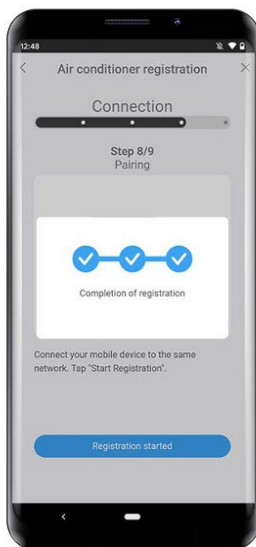 12:48
Air conditioner registration
Connection
Step 8/9
Pairing
Completion of registration
Connect your mobile device to the same
network. Tap "Start Registration".
Registration started